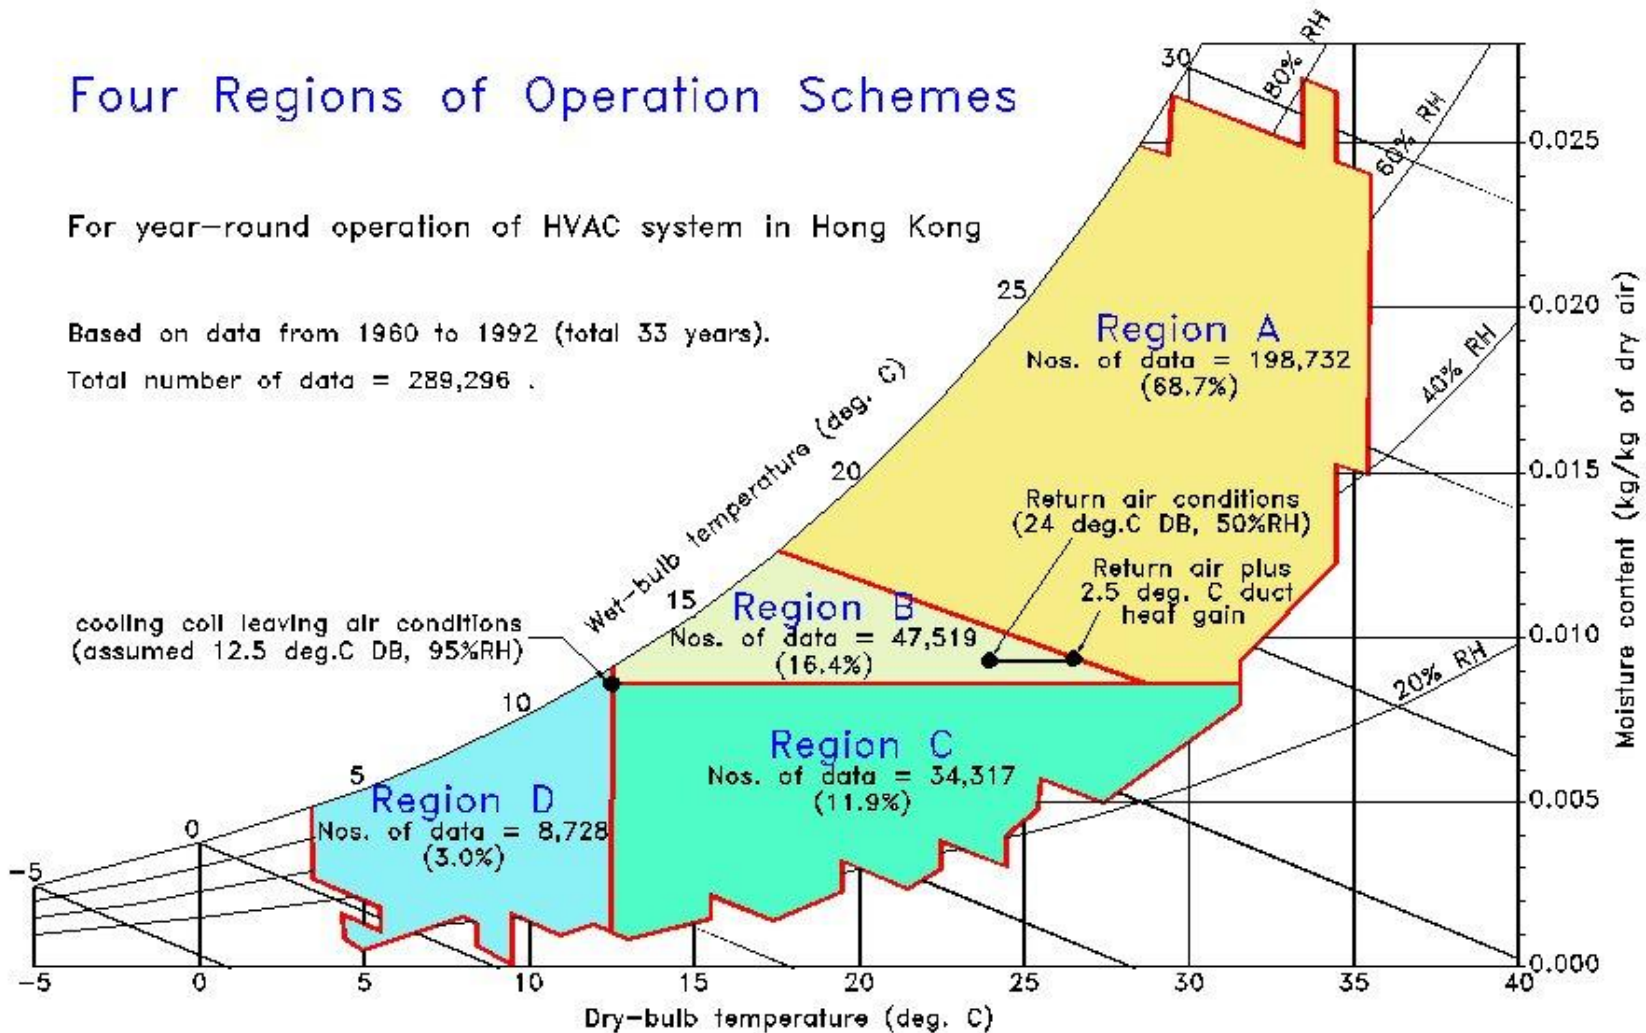 Four Regions of Operation Schemes
For year-round operation of HVAC system in Hong Kong
Based on data from 1960 to 1992 (total 33 years).
Total number of data = 289,296 .
Wet-bulb temperature (deg. C)
-5
0
5
10
15
20
25
30
80% RH
60% RH
40% RH
20% RH
Region A
Nos. of data = 198,732
(68.7%)
Return air conditions
(24 deg.C DB, 50%RH)
Return air plus
2.5 deg. C duct
heat gain
Region B
Nos. of data = 47,519
(16.4%)
cooling coil leaving air conditions
(assumed 12.5 deg.C DB, 95%RH)
Region C
Nos. of data = 34,317
(11.9%)
Region D
Nos. of data = 8,728
(3.0%)
0.025
0.020
0.015
0.010
0.005
0.000
Moisture content (kg/kg of dry air)
-5 0 5 10 15 20 25 30 35 40
Dry-bulb temperature (deg. C)